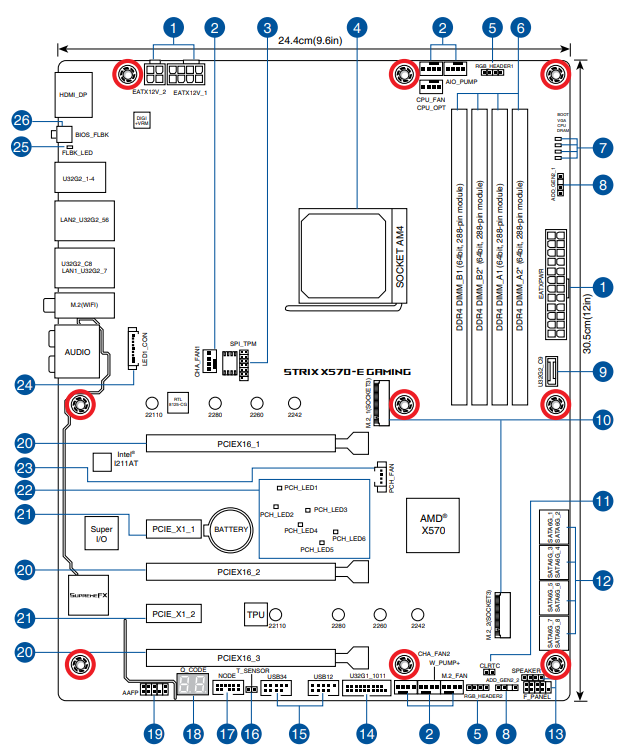 1 2 3 4 5 6
24.4cm(9.6in)
2
RGB_HEADER1
HDMI_DP
EATX12V_2
EATX12V_1
AIO_PUMP
CPU_FAN
CPU_OPT
DIGI
+VRM
BOOT
VGA
CPU
DRAM
26
BIOS_FLBK
25
FLBK_LED
7
U32G2_1-4
ADD_GEN2_1
8
LAN2_U32G2_56
DDR4 DIMM_B1 (64bit, 288-pin module)
DDR4 DIMM_B2* (64bit, 288-pin module)
DDR4 DIMM_A1 (64bit, 288-pin module)
DDR4 DIMM_A2* (64bit, 288-pin module)
SOCKET AM4
U32G2_C8
LAN1_U32G2_7
EATXPWR
1
30.5cm(12in)
M.2(WIFI)
AUDIO
LED1_CON
CHA_FAN1
SPI_TPM
U32G2_C9
9
24
STRIX X570-E GAMING
M.2_1(SOCKET3)
RTL
8125-CG
22110
2280
2260
2242
10
20
PCIEX16_1
23
Intel®
I211AT
PCH_FAN
22
PCH_LED1
11
21
PCH_LED2
PCH_LED3
Super
I/O
PCIE_X1_1
BATTERY
PCH_LED4
PCH_LED6
PCH_LED5
AMD®
X570
SATA6G_1
SATA6G_2
SATA6G_3
SATA6G_4
20
PCIEX16_2
12
SUPREMEFX
SATA6G_5
SATA6G_6
21
PCIE_X1_2
TPU
22110
2280
2260
2242
M.2_2(SOCKET3)
SATA6G_7
SATA6G_8
20
PCIEX16_3
CHA_FAN2
W_PUMP+
M.2_FAN
CLRTC
SPEAKER
Q_CODE
T_SENSOR
AAFP
88
NODE
USB34
USB12
U32G1_1011
RGB_HEADER2
ADD_GEN2_2
F_PANEL
19 18 17 16 15 14 2 5 8 13